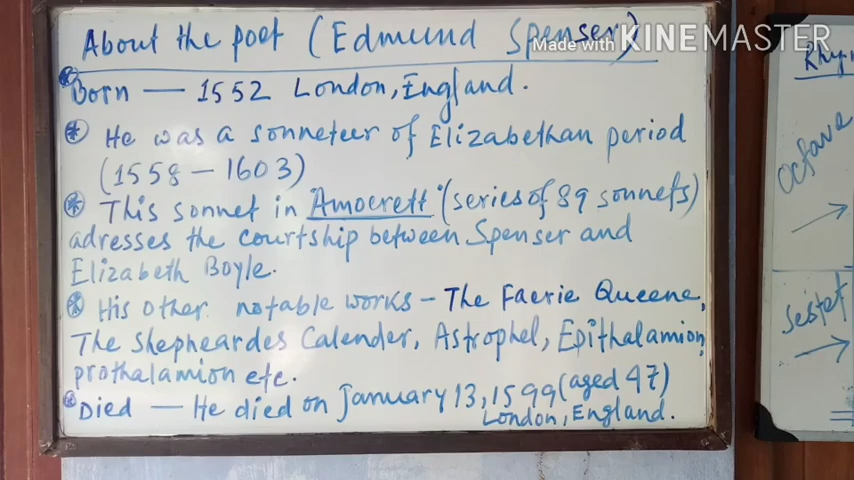 About the poet (Edmund Spenser)
Made with KINEMASTER
Born — 1552 London, England.
* He was a sonneteer of Elizabethan period
(1558 – 1603)
* This sonnet in Amoerett (series of 89 sonnets)
adresses the courtship between Spenser and
Elizabeth Boyle.
* His other notable works – The Faerie Queene,
The Shepheardes Calender, Astrophel, Epithalamion,
prothalamion etc.
* Died — He died on January 13, 1599 (aged 47)
London, England.
Octave
Sestet